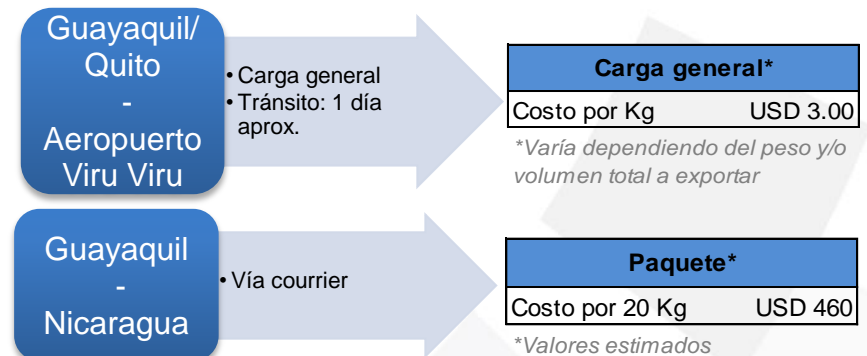 Guayaquil/
Quito
-
Aeropuerto
Viru Viru
• Carga general
• Tránsito: 1 día
aprox.
Carga general*
Costo por Kg USD 3.00
*Varía dependiendo del peso y/o
volumen total a exportar
Guayaquil
-
Nicaragua
• Vía courrier
Paquete*
Costo por 20 Kg USD 460
*Valores estimados